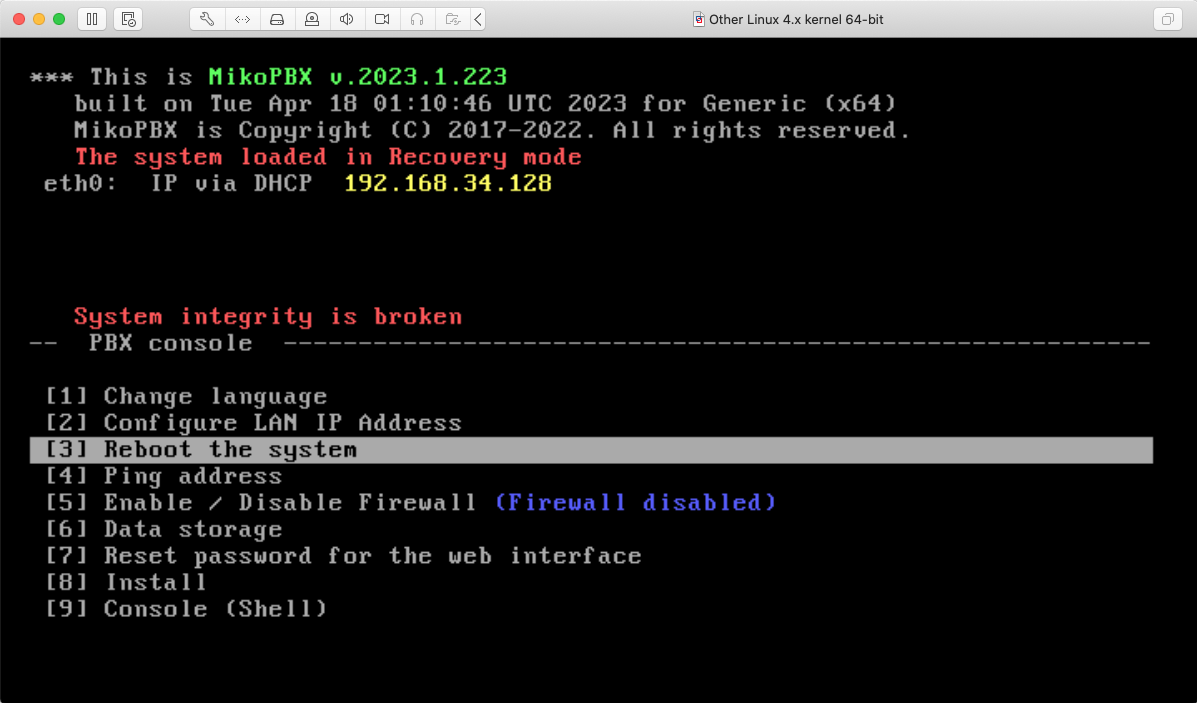 Other Linux 4.x kernel 64-bit
*** This is MikoPBX v.2023.1.223
built on Tue Apr 18 01:10:46 UTC 2023 for Generic (x64)
MikoPBX is Copyright (C) 2017-2022. All rights reserved.
The system loaded in Recovery mode
eth0: IP via DHCP 192.168.34.128
System integrity is broken
-- PBX console ----------------------------------------------------------
[1] Change language
[2] Configure LAN IP Address
[3] Reboot the system
[4] Ping address
[5] Enable / Disable Firewall (Firewall disabled)
[6] Data storage
[7] Reset password for the web interface
[8] Install
[9] Console (Shell)